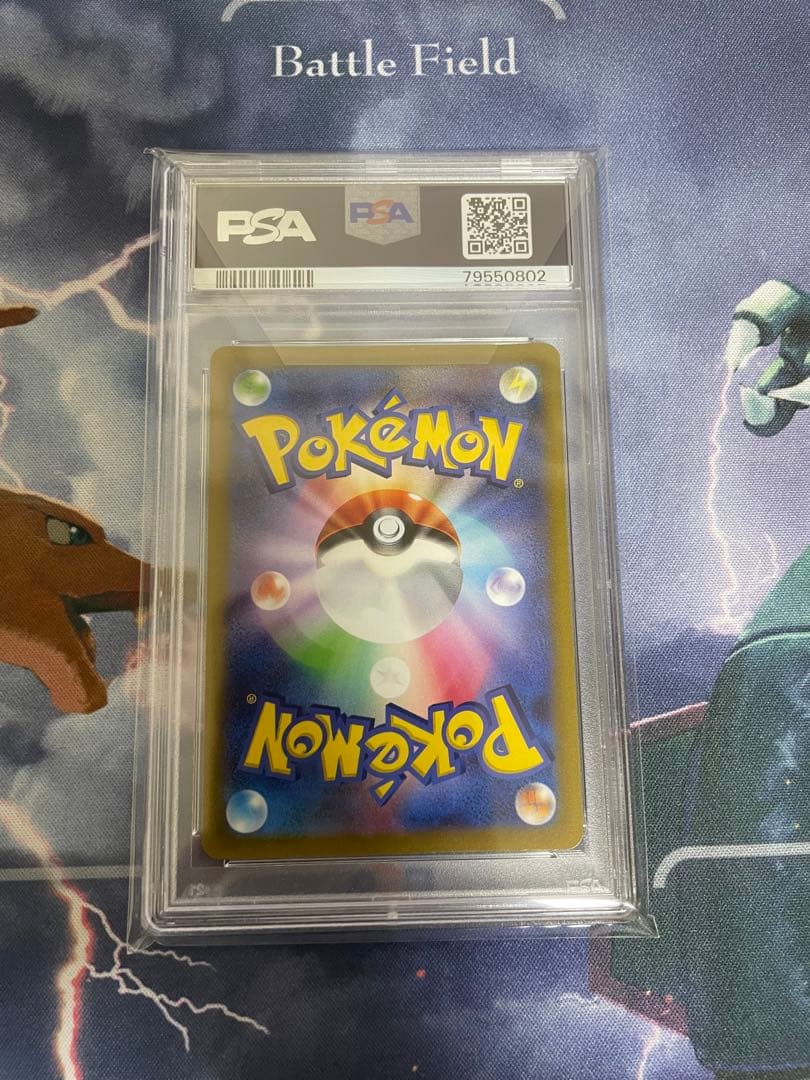 Battle Field
PSA
PSA
79550802
POKéMON
®
®
POKéMON